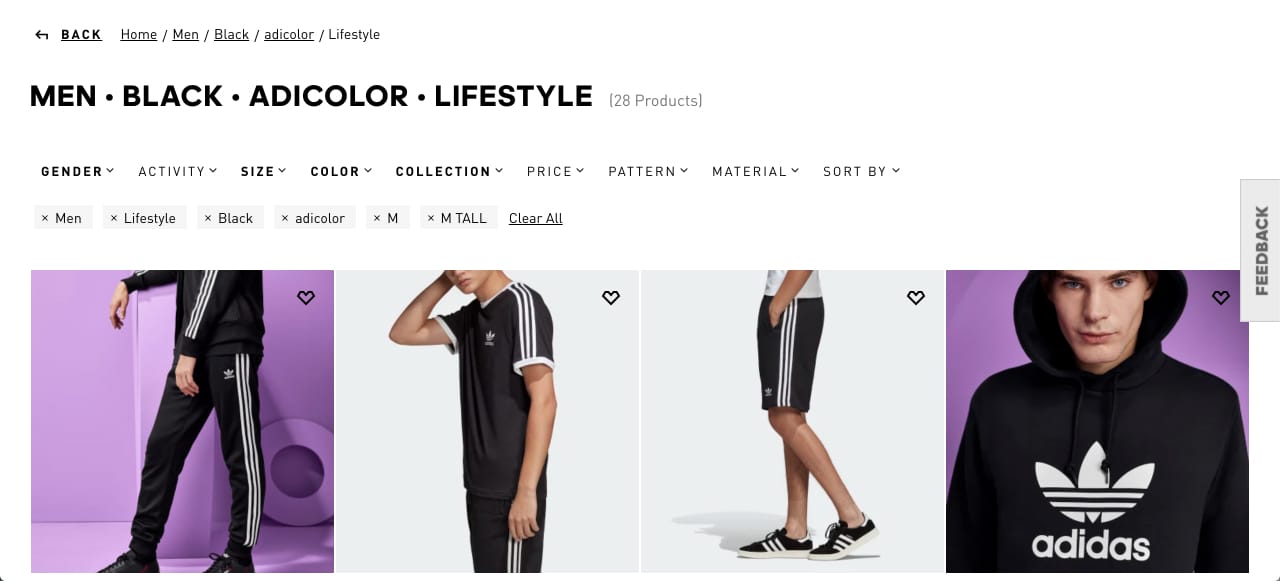 BACK Home / Men / Black / adicolor / Lifestyle
MEN • BLACK • ADICOLOR • LIFESTYLE (28 Products)
GENDER ACTIVITY SIZE COLOR COLLECTION PRICE PATTERN MATERIAL SORT BY
× Men × Lifestyle × Black × adicolor × M × M TALL Clear All
FEEDBACK
adidas